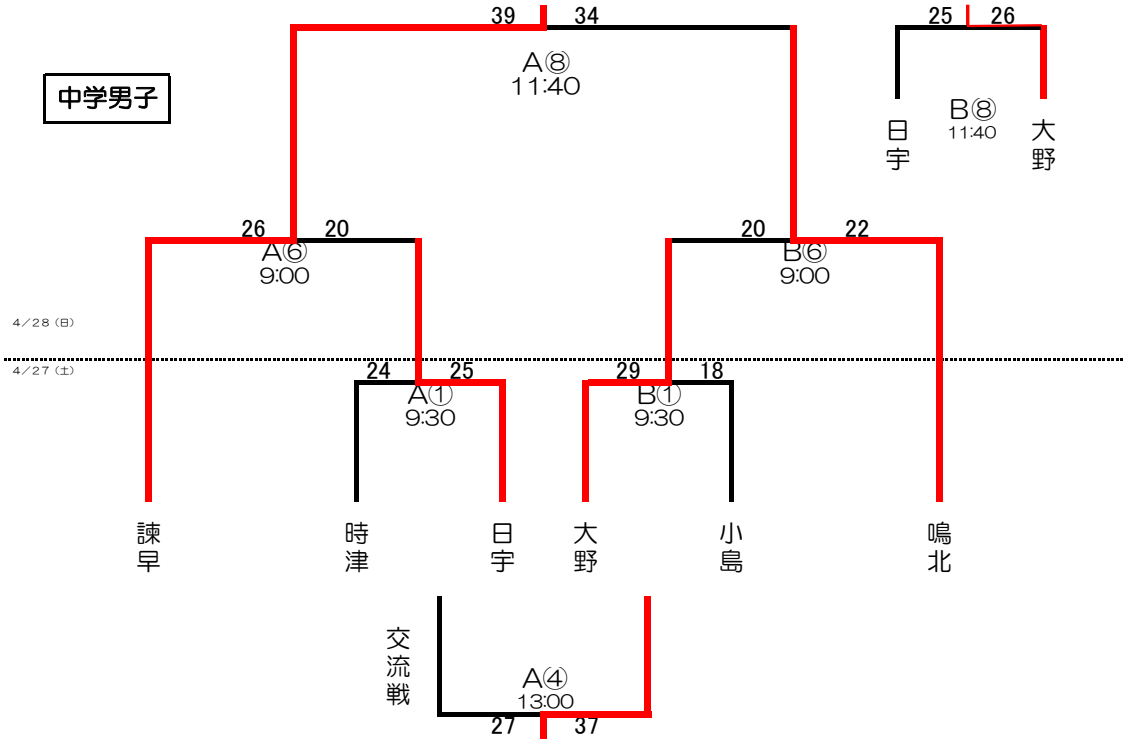 39 34
25 26
A⑧
11:40
中学男子
B⑧
11:40
日宇
大野
26 20
A⑥
9:00
20 22
B⑥
9:00
4/28(日)
4/27(土)
24 25
A①
9:30
29 18
B①
9:30
諫早
時津
日宇
大野
小島
鳴北
交流戦
A④
13:00
27 37